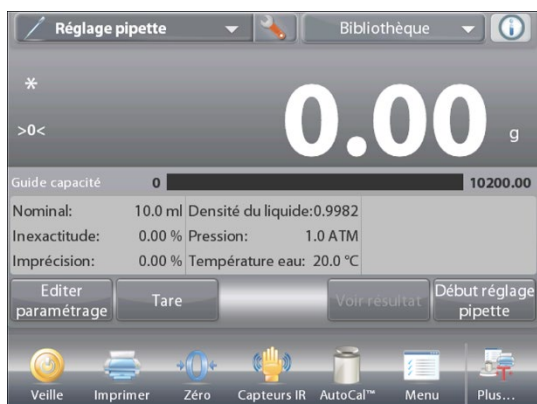 Réglage pipette Bibliothèque
*
>0<
0.00 g
Guide capacité 0 10200.00
Nominal: 10.0 ml Densité du liquide:0.9982
Inexactitude: 0.00 % Pression: 1.0 ATM
Imprécision: 0.00 % Température eau: 20.0 °C
Editer paramétrage
Tare
Voir résultat
Début réglage pipette
Veille Imprimer Zéro Capteurs IR AutoCal™ Menu Plus...